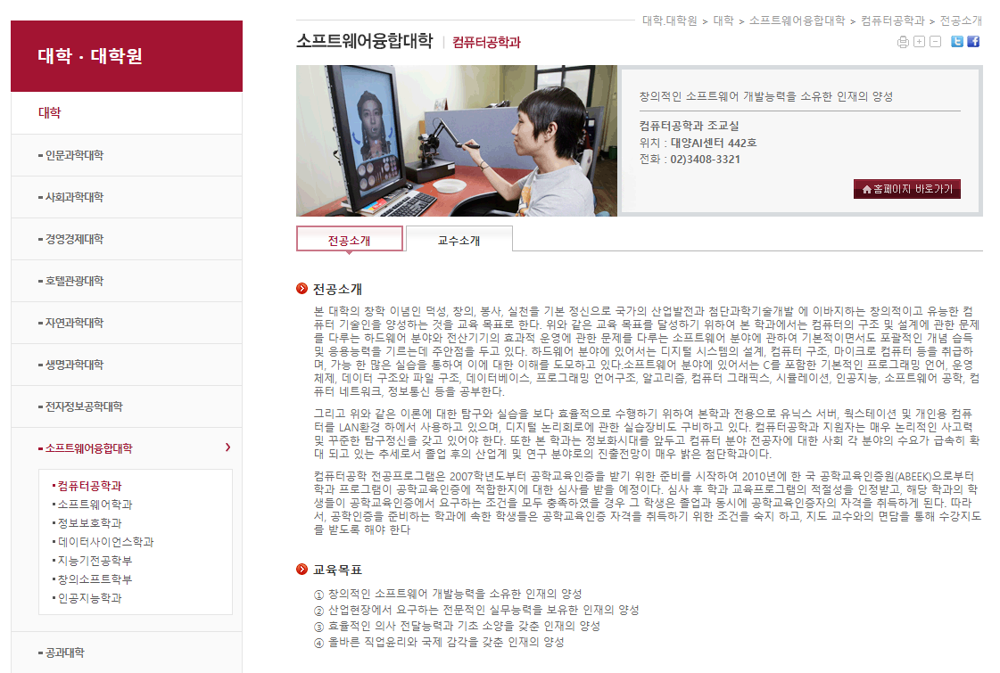 대학.대학원 > 대학 > 소프트웨어융합대학 > 컴퓨터공학과 > 전공소개
대학 · 대학원
대학
인문과학대학
사회과학대학
경영경제대학
호텔관광대학
자연과학대학
생명과학대학
전자정보공학대학
소프트웨어융합대학
컴퓨터공학과
소프트웨어학과
정보보호학과
데이터사이언스학과
지능기전공학부
창의소프트학부
인공지능학과
공과대학
소프트웨어융합대학 | 컴퓨터공학과
창의적인 소프트웨어 개발능력을 소유한 인재의 양성
컴퓨터공학과 조교실
위치 : 대양AI센터 442호
전화 : 02)3408-3321
홈페이지 바로가기
전공소개
교수소개
전공소개
본 대학의 창학 이념인 덕성, 창의, 봉사, 실천을 기본 정신으로 국가의 산업발전과 첨단과학기술개발 에 이바지하는 창의적이고 유능한 컴
퓨터 기술인을 양성하는 것을 교육 목표로 한다. 위와 같은 교육 목표를 달성하기 위하여 본 학과에서는 컴퓨터의 구조 및 설계에 관한 문제
를 다루는 하드웨어 분야와 전산기기의 효과적 운영에 관한 문제를 다루는 소프트웨어 분야에 관하여 기본적이면서도 포괄적인 개념 습득
및 응용능력을 기르는데 주안점을 두고 있다. 하드웨어 분야에 있어서는 디지털 시스템의 설계, 컴퓨터 구조, 마이크로 컴퓨터 등을 취급하
며, 가능 한 많은 실습을 통하여 이에 대한 이해를 도모하고 있다.소프트웨어 분야에 있어서는 C를 포함한 기본적인 프로그래밍 언어, 운영
체제, 데이터 구조와 파일 구조, 데이터베이스, 프로그래밍 언어구조, 알고리즘, 컴퓨터 그래픽스, 시뮬레이션, 인공지능, 소프트웨어 공학, 컴
퓨터 네트워크, 정보통신 등을 공부한다.
그리고 위와 같은 이론에 대한 탐구와 실습을 보다 효율적으로 수행하기 위하여 본학과 전용으로 유닉스 서버, 웍스테이션 및 개인용 컴퓨
터를 LAN환경 하에서 사용하고 있으며, 디지털 논리회로에 관한 실습장비도 구비하고 있다. 컴퓨터공학과 지원자는 매우 논리적인 사고력
및 꾸준한 탐구정신을 갖고 있어야 한다. 또한 본 학과는 정보화시대를 앞두고 컴퓨터 분야 전공자에 대한 사회 각 분야의 수요가 급속히 확
대 되고 있는 추세로서 졸업 후의 산업계 및 연구 분야로의 진출전망이 매우 밝은 첨단학과이다.
컴퓨터공학 전공프로그램은 2007학년도부터 공학교육인증을 받기 위한 준비를 시작하여 2010년에 한 국 공학교육인증원(ABEEK)으로부터
학과 프로그램이 공학교육인증에 적합한지에 대한 심사를 받을 예정이다. 심사 후 학과 교육프로그램의 적절성을 인정받고, 해당 학과의 학
생들이 공학교육인증에서 요구하는 조건을 모두 충족하였을 경우 그 학생은 졸업과 동시에 공학교육인증자의 자격을 취득하게 된다. 따라
서, 공학인증을 준비하는 학과에 속한 학생들은 공학교육인증 자격을 취득하기 위한 조건을 숙지 하고, 지도 교수와의 면담을 통해 수강지도
를 받도록 해야 한다
교육목표
① 창의적인 소프트웨어 개발능력을 소유한 인재의 양성
② 산업현장에서 요구하는 전문적인 실무능력을 보유한 인재의 양성
③ 효율적인 의사 전달능력과 기초 소양을 갖춘 인재의 양성
④ 올바른 직업윤리와 국제 감각을 갖춘 인재의 양성